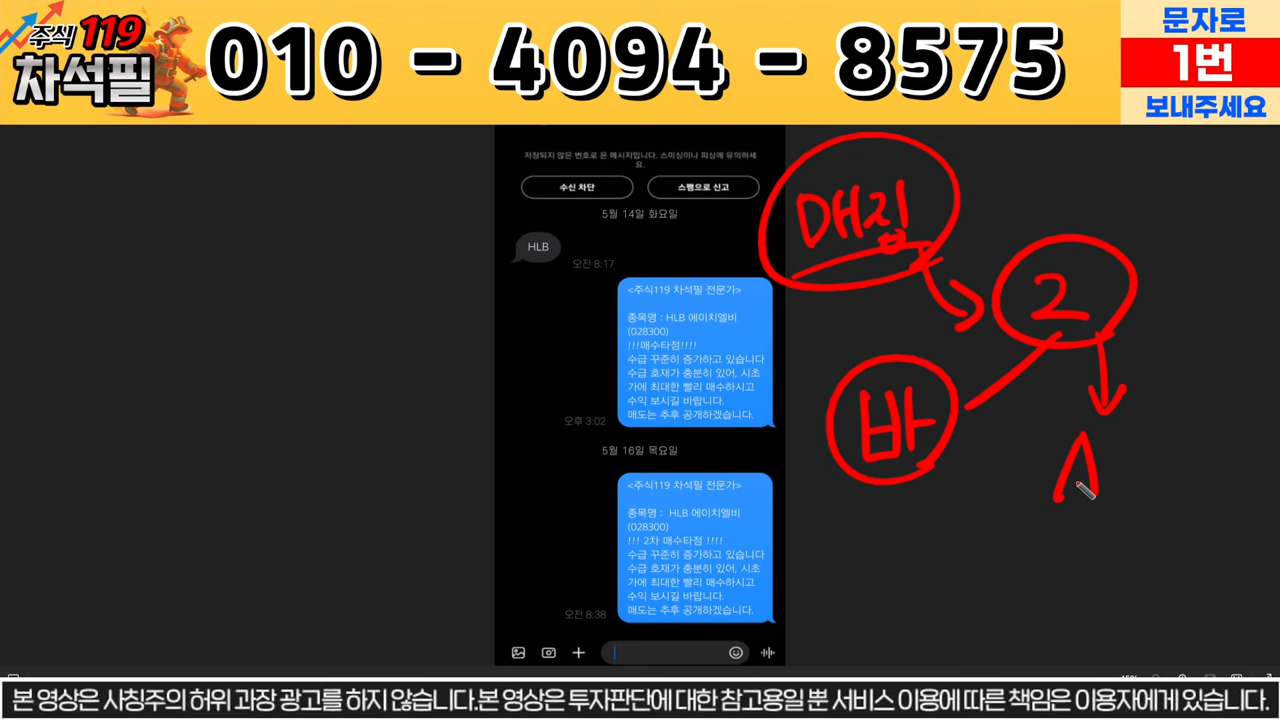 주식 119
차석필
010 - 4094 - 8575
문자로
1번
보내주세요
저장되지 않은 번호로 온 메시지입니다. 스미싱이나 피싱에 유의하세
요.
수신 차단
스팸으로 신고
5월 14일 화요일
HLB
오전 8:17
<주식119 차석필 전문가>
종목명 : HLB 에이치엘비
(028300)
!!!매수타점!!!!
수급 꾸준히 증가하고 있습니다
수급 호재가 충분히 있어, 시초
가에 최대한 빨리 매수하시고
수익 보시길 바랍니다.
매도는 추후 공개하겠습니다.
오후 3:02
5월 16일 목요일
<주식119 차석필 전문가>
종목명 : HLB 에이치엘비
(028300)
!!! 2차 매수타점 !!!!
수급 꾸준히 증가하고 있습니다
수급 호재가 충분히 있어, 시초
가에 최대한 빨리 매수하시고
수익 보시길 바랍니다.
매도는 추후 공개하겠습니다.
오전 8:38
매집
2
바
본 영상은 사칭주의 허위 과장 광고를 하지 않습니다.본 영상은 투자판단에 대한 참고용일 뿐 서비스 이용에 따른 책임은 이용자에게 있습니다.